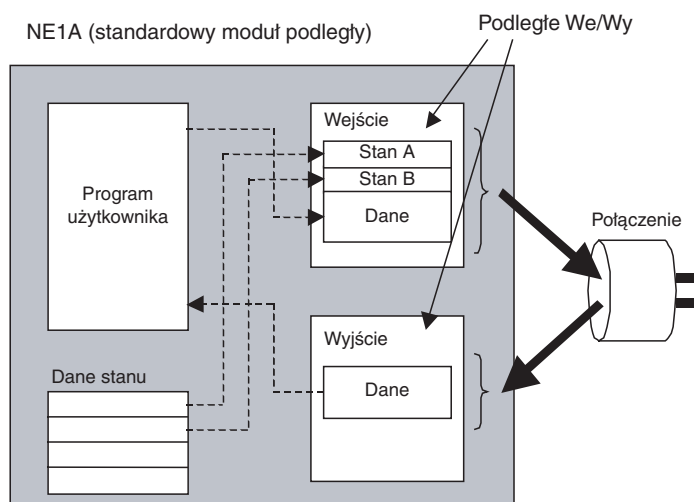 NE1A (standardowy moduł podległy)
Podległe We/Wy
Program
użytkownika
Wejście
Stan A
Stan B
Dane
Połączenie
Wyjście
Dane
Dane stanu